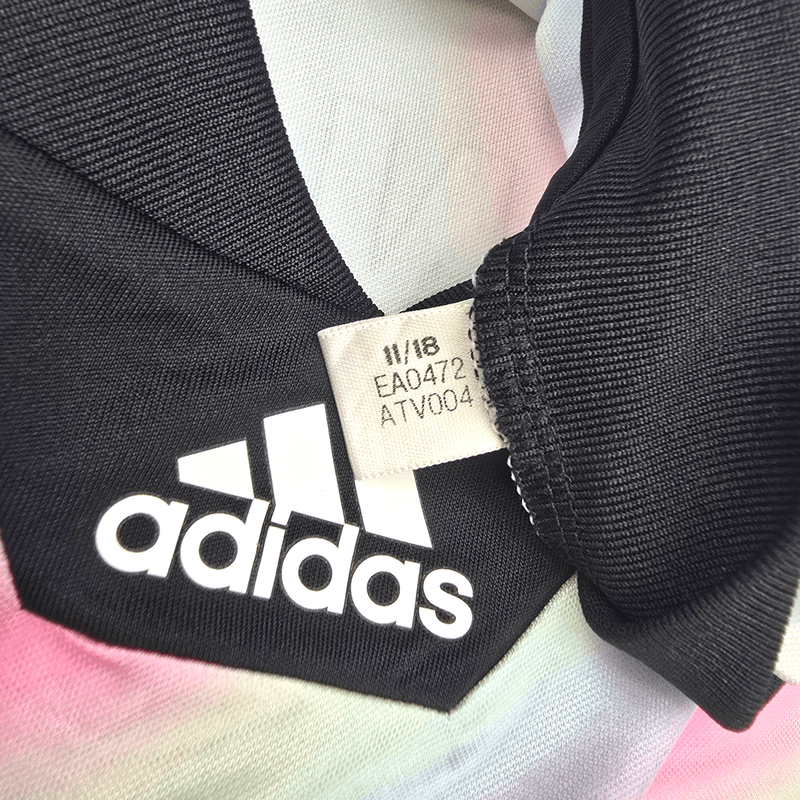 11/18
EA0472
ATV004
adidas